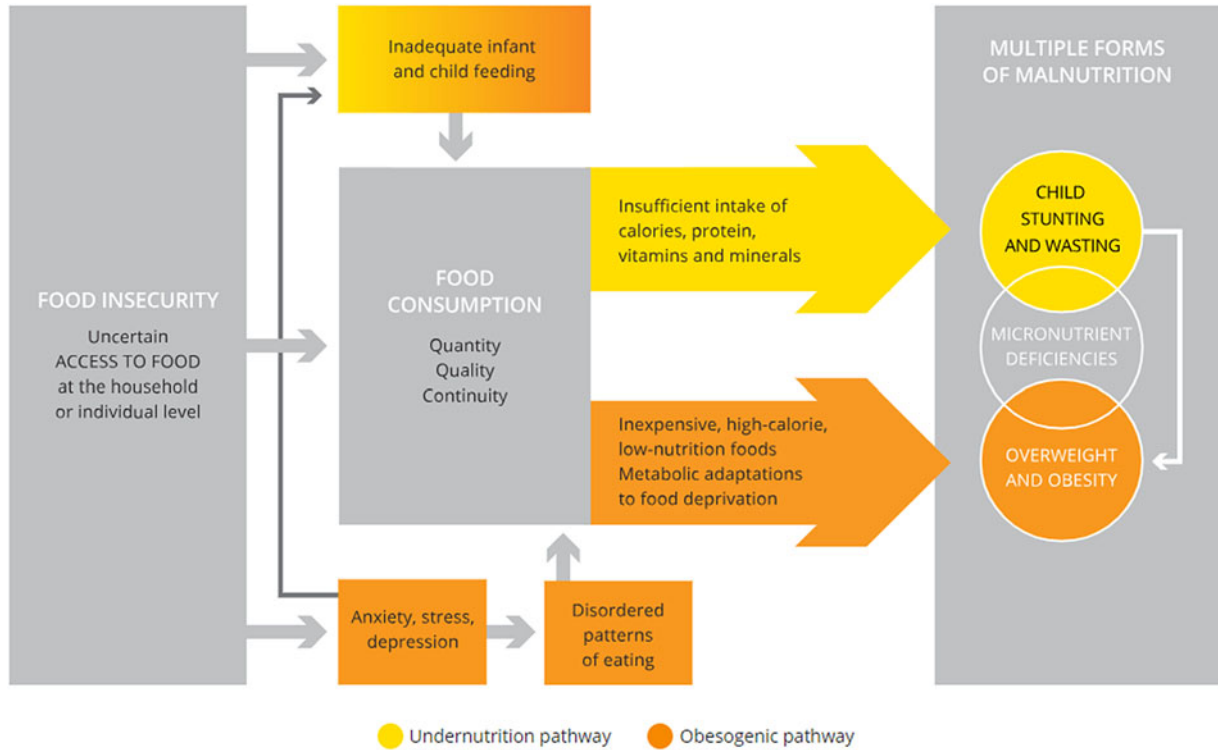 Inadequate infant
and child feeding
MULTIPLE FORMS
OF MALNUTRITION
FOOD INSECURITY
Uncertain
ACCESS TO FOOD
at the household
or individual level
FOOD
CONSUMPTION
Quantity
Quality
Continuity
Insufficient intake of
calories, protein,
vitamins and minerals
Inexpensive, high-calorie,
low-nutrition foods
Metabolic adaptations
to food deprivation
CHILD
STUNTING
AND WASTING
MICRONUTRIENT
DEFICIENCIES
OVERWEIGHT
AND OBESITY
Anxiety, stress,
depression
Disordered
patterns
of eating
Undernutrition pathway
Obesogenic pathway